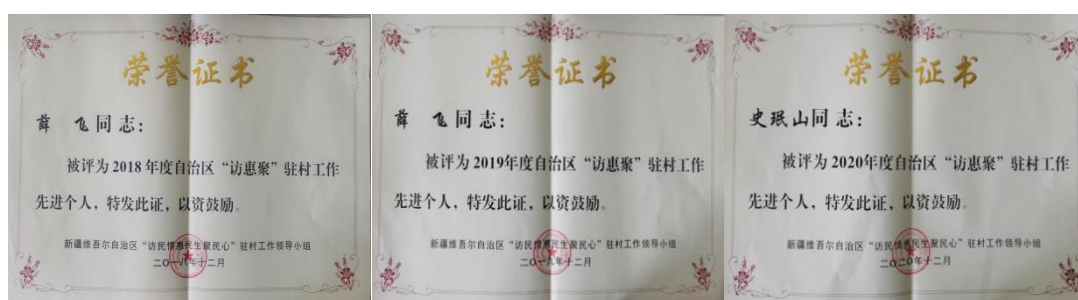 荣誉证书
薛飞同志：
被评为2018年度自治区“访惠聚”驻村工作
先进个人，特发此证，以资鼓励。
新疆维吾尔自治区“访民情惠民生聚民心”驻村工作领导小组
二〇一八年十二月
荣誉证书
薛飞同志：
被评为2019年度自治区“访惠聚”驻村工作
先进个人，特发此证，以资鼓励。
新疆维吾尔自治区“访民情惠民生聚民心”驻村工作领导小组
二〇一九年十二月
荣誉证书
史珉山同志：
被评为2020年度自治区“访惠聚”驻村工作
先进个人，特发此证，以资鼓励。
新疆维吾尔自治区“访民情惠民生聚民心”驻村工作领导小组
二〇二〇年十二月